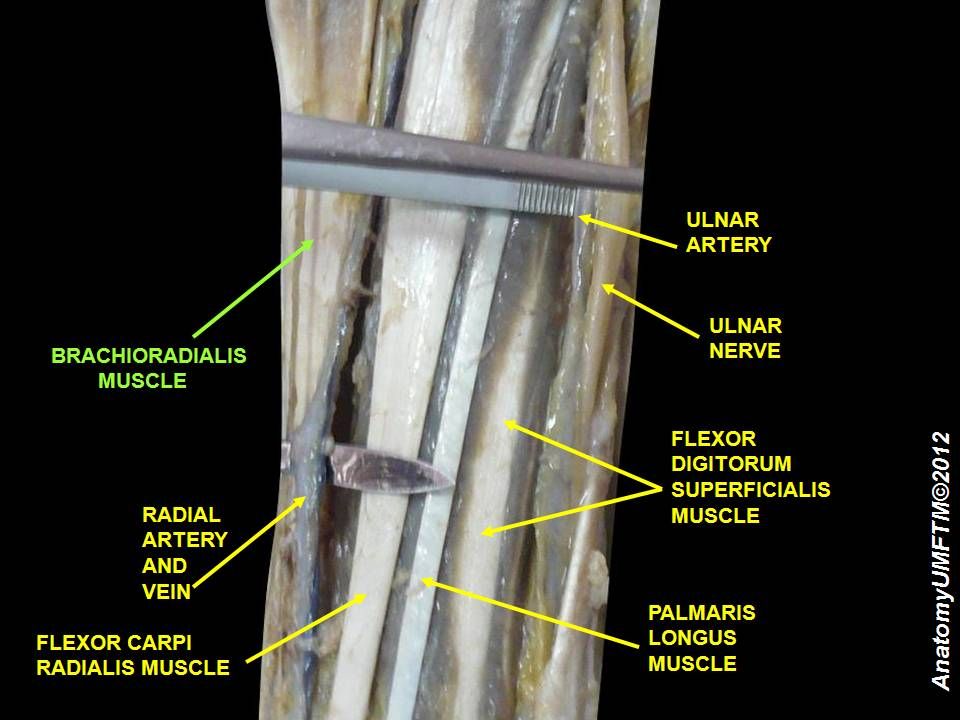 ULNAR
ARTERY
ULNAR
NERVE
BRACHIORADIALIS
MUSCLE
FLEXOR
DIGITORUM
SUPERFICIALIS
MUSCLE
RADIAL
ARTERY
AND
VEIN
PALMARIS
LONGUS
MUSCLE
FLEXOR CARPI
RADIALIS MUSCLE
AnatomyUMFTM©2012